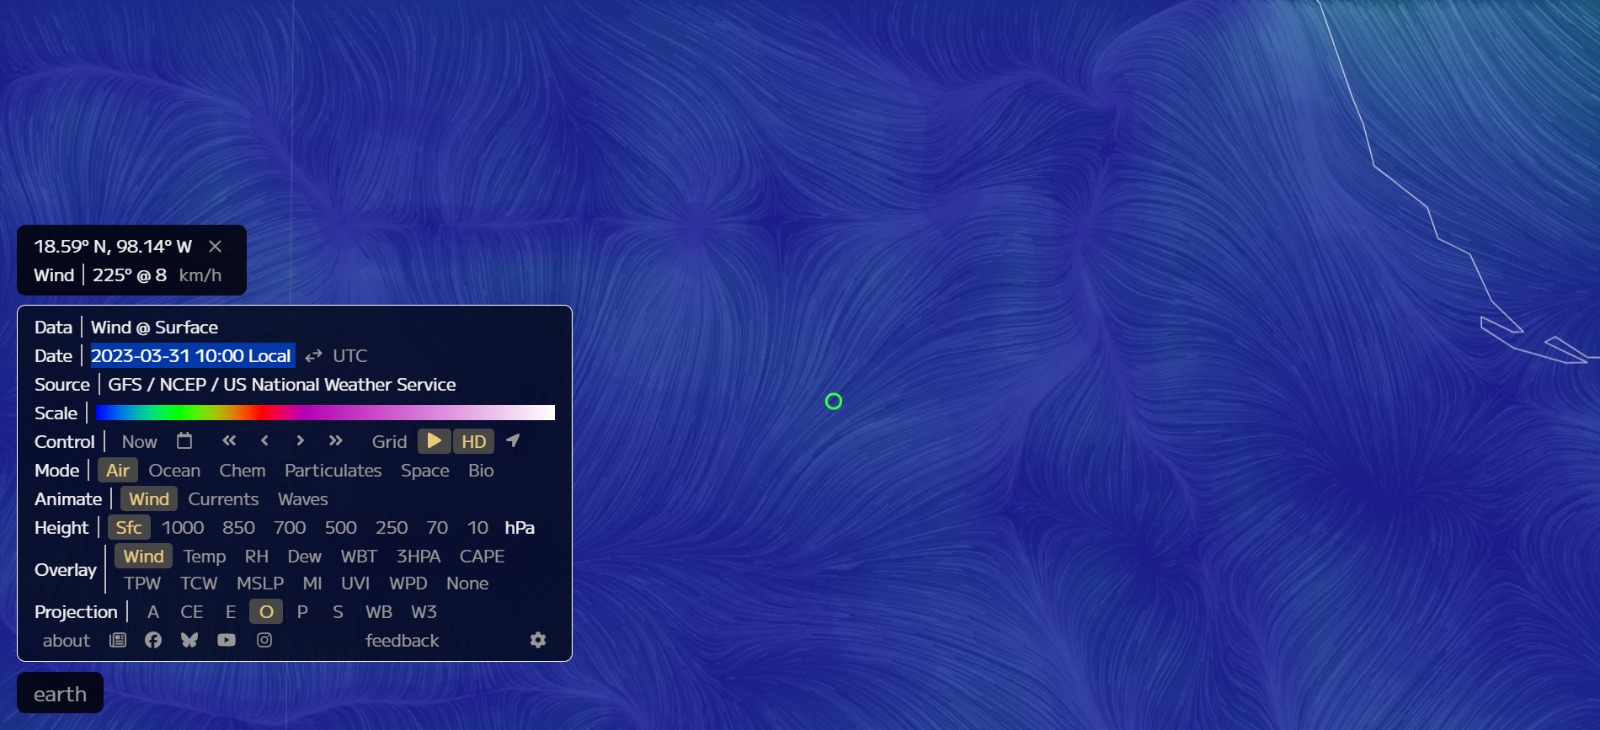 18.59° N, 98.14° W ×
Wind | 225° @ 8 km/h
Data | Wind @ Surface
Date | 2023-03-31 10:00 Local ⇄ UTC
Source | GFS / NCEP / US National Weather Service
Scale |
Control | Now « ‹ › » Grid HD
Mode | Air Ocean Chem Particulates Space Bio
Animate | Wind Currents Waves
Height | Sfc 1000 850 700 500 250 70 10 hPa
Overlay | Wind Temp RH Dew WBT 3HPA CAPE
TPW TCW MSLP MI UVI WPD None
Projection | A CE E O P S WB W3
about feedback
earth